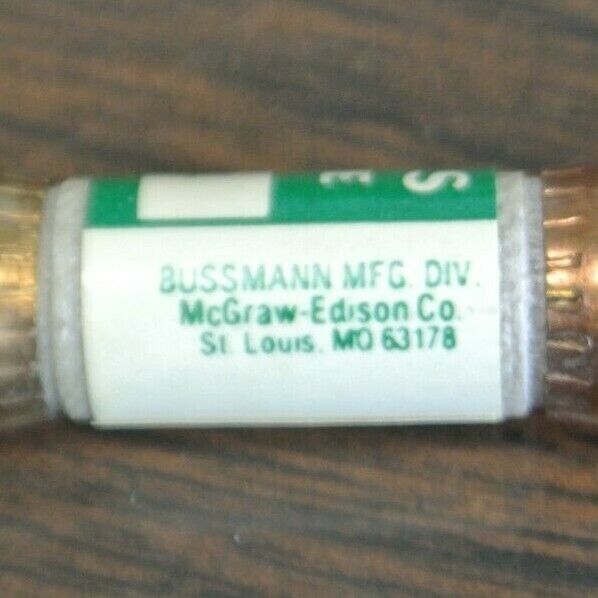 S
E
BUSSMANN MFG. DIV.
McGraw-Edison Co.
St. Louis, MO 63178